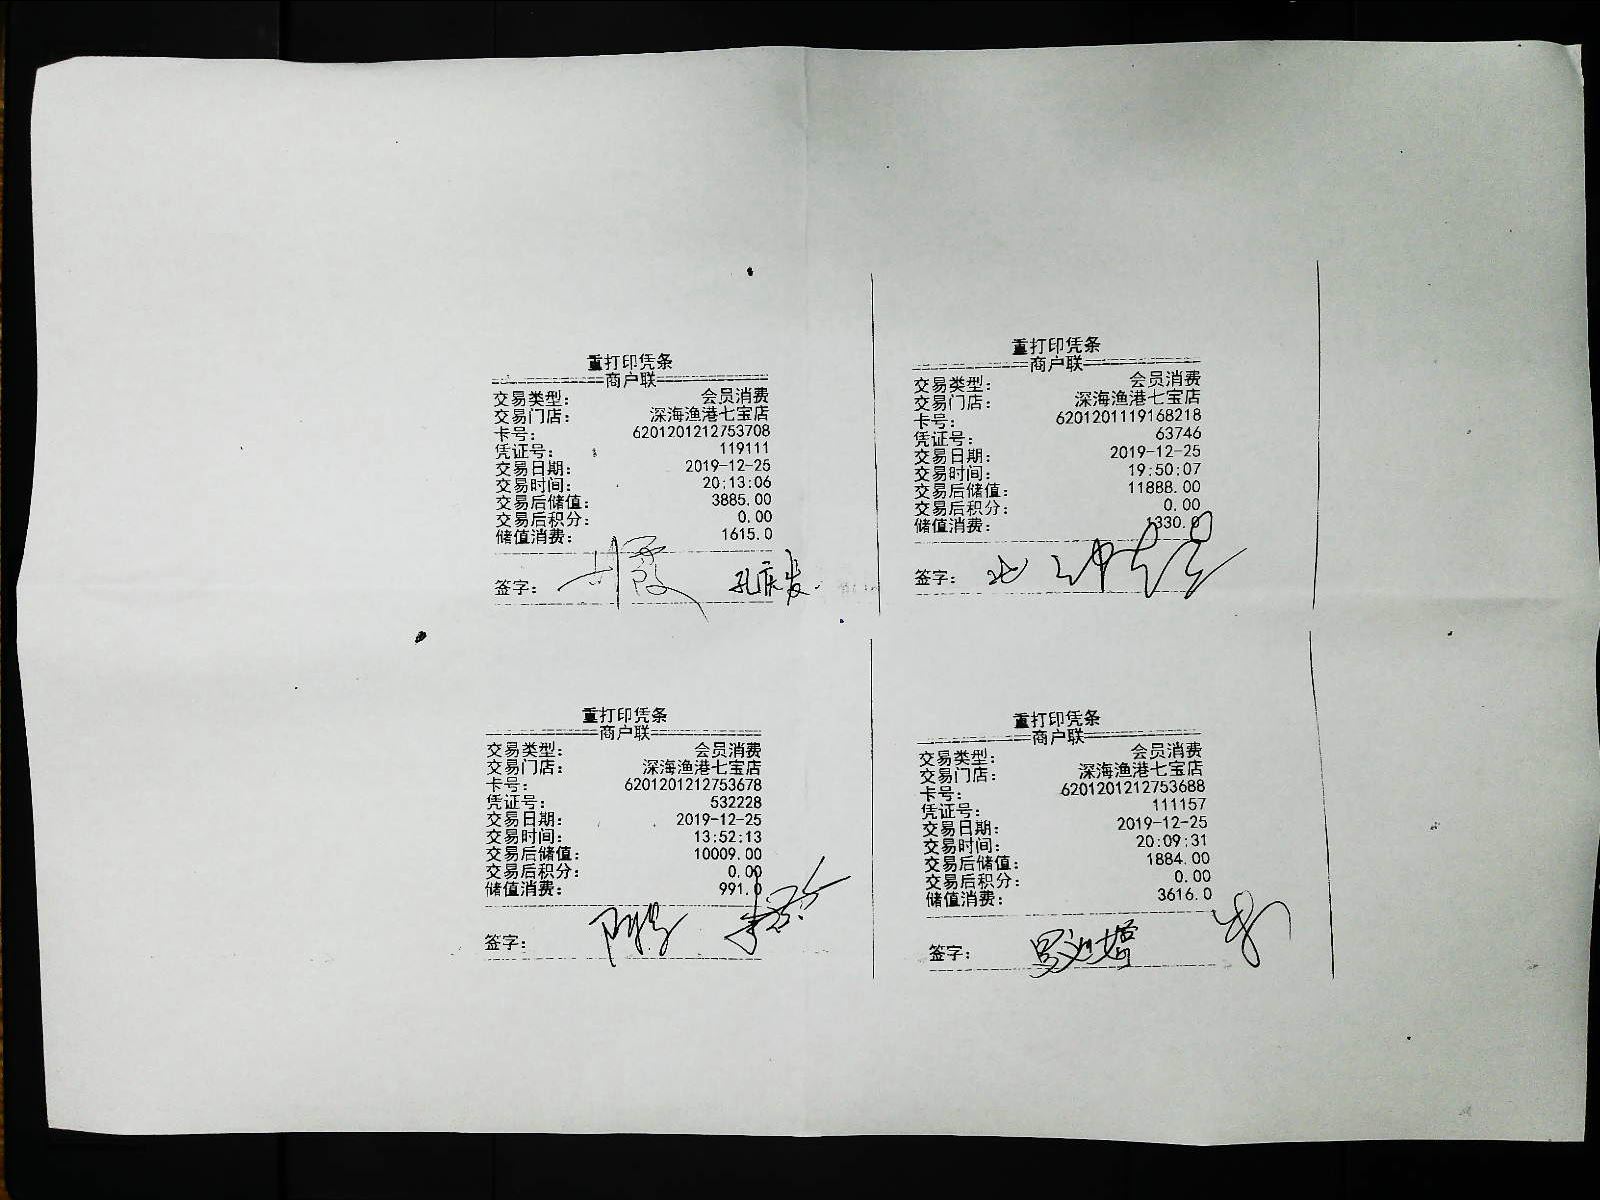 重打印凭条
商户联
交易类型: 会员消费
交易门店: 深海渔港七宝店
卡号: 6201201212753708
凭证号: 119111
交易日期: 2019-12-25
交易时间: 20:13:06
交易后储值: 3885.00
交易后积分: 0.00
储值消费: 1615.0
签字:
重打印凭条
商户联
交易类型: 会员消费
交易门店: 深海渔港七宝店
卡号: 6201201119168218
凭证号: 63746
交易日期: 2019-12-25
交易时间: 19:50:07
交易后储值: 11888.00
交易后积分: 0.00
储值消费: 1330.0
签字:
重打印凭条
商户联
交易类型: 会员消费
交易门店: 深海渔港七宝店
卡号: 6201201212753678
凭证号: 532228
交易日期: 2019-12-25
交易时间: 13:52:13
交易后储值: 10009.00
交易后积分: 0.00
储值消费: 991.0
签字:
重打印凭条
商户联
交易类型: 会员消费
交易门店: 深海渔港七宝店
卡号: 6201201212753688
凭证号: 111157
交易日期: 2019-12-25
交易时间: 20:09:31
交易后储值: 1884.00
交易后积分: 0.00
储值消费: 3616.0
签字: